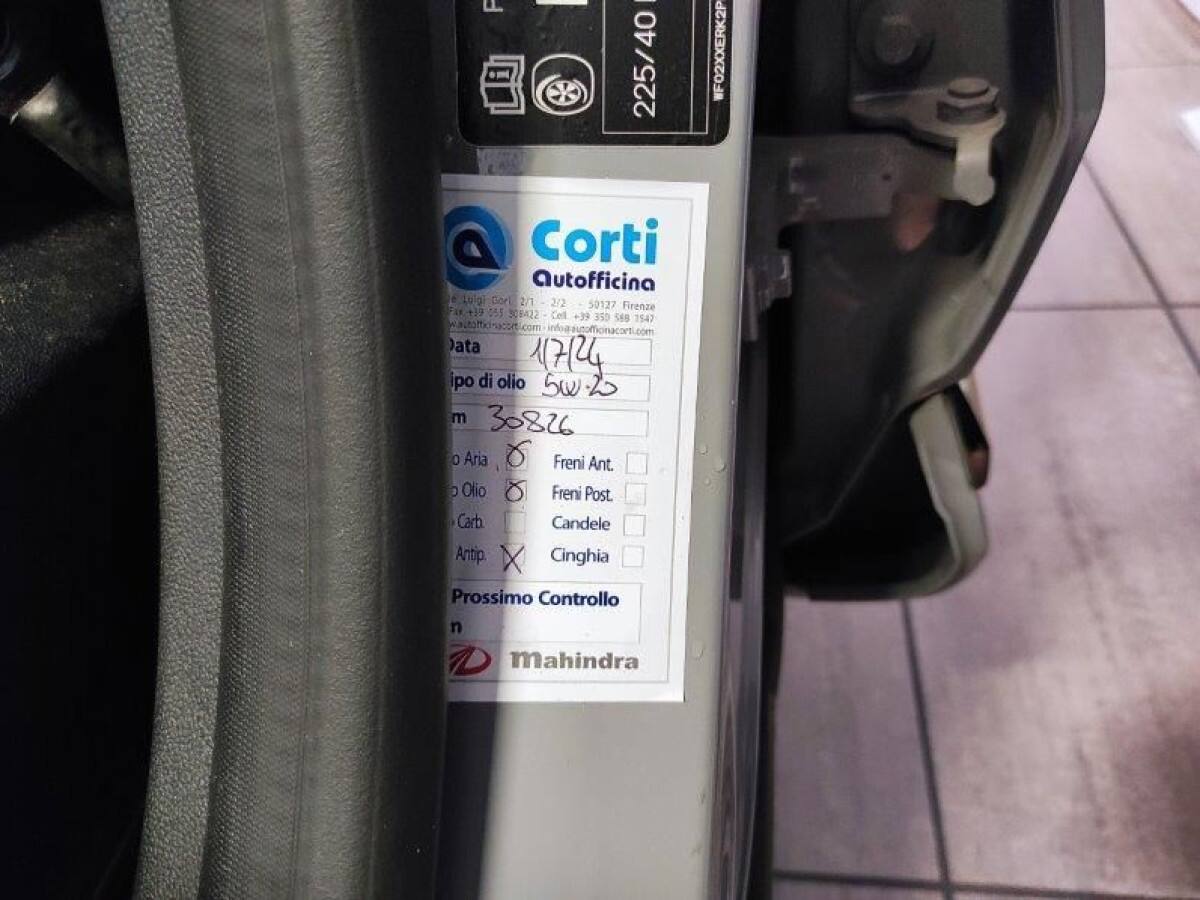 225/40
WF02XXERK2P
Corti
autofficina
Luigi Gori, 2/1 - 2/2 - 50127 Firenze
Fax +39 055 308422 - Cell. +39 350 588 1547
w.autofficinacorti.com - info@autofficinacorti.com
Data 1/7/24
ipo di olio 5W-20
m 30826
o Aria Freni Ant.
o Olio Freni Post.
Carb. Candele
Antip. Cinghia
Prossimo Controllo
m
mahindra